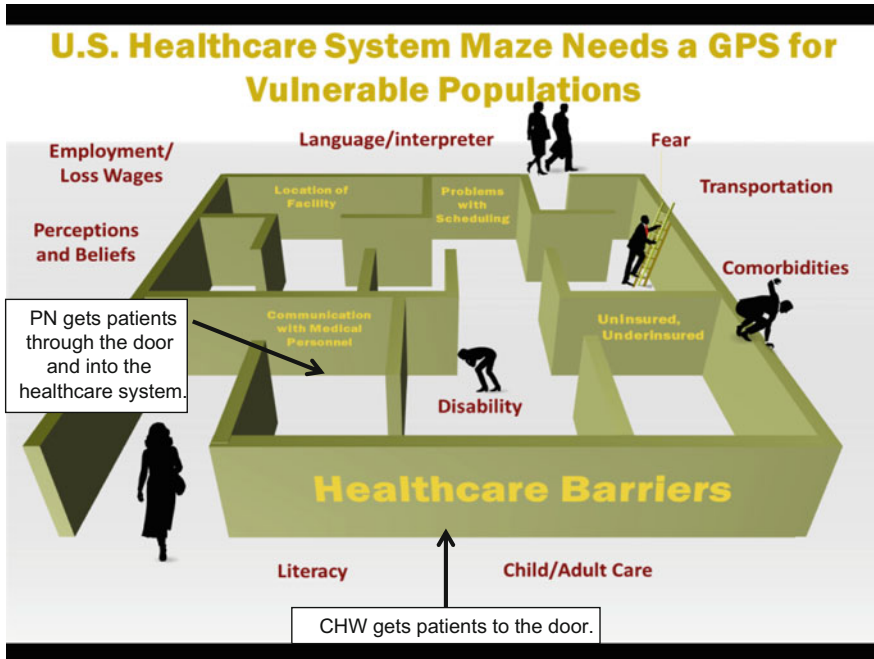 U.S. Healthcare System Maze Needs a GPS for
Vulnerable Populations
Language/interpreter
Fear
Employment/
Loss Wages
Transportation
Location of
Facility
Problems
with
Scheduling
Perceptions
and Beliefs
Comorbidities
PN gets patients
through the door
and into the
healthcare system.
Communication
with Medical
Personnel
UnInsured,
UnderInsured
Disability
Healthcare Barriers
Literacy
Child/Adult Care
CHW gets patients to the door.